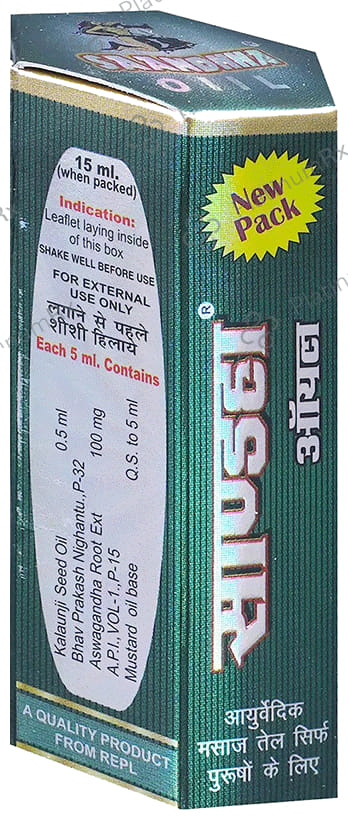 SAANDHHA
OIL
15 ml.
(when packed)
Indication:
Leaflet laying inside
of this box
SHAKE WELL BEFORE USE
FOR EXTERNAL
USE ONLY
लगाने से पहले
शीशी हिलाये
Each 5 ml. Contains
Kalaunji Seed Oil 0.5 ml
Bhav Prakash Nighantu,,P-32
Aswagandha Root Ext 100 mg
A.P.I.,VOL-1.,P-15
Mustard oil base Q.S. to 5 ml
A QUALITY PRODUCT
FROM REPL
New
Pack
साण्डहा®
ऑयल
आयुर्वेदिक
मसाज तेल सिर्फ
पुरूषों के लिए